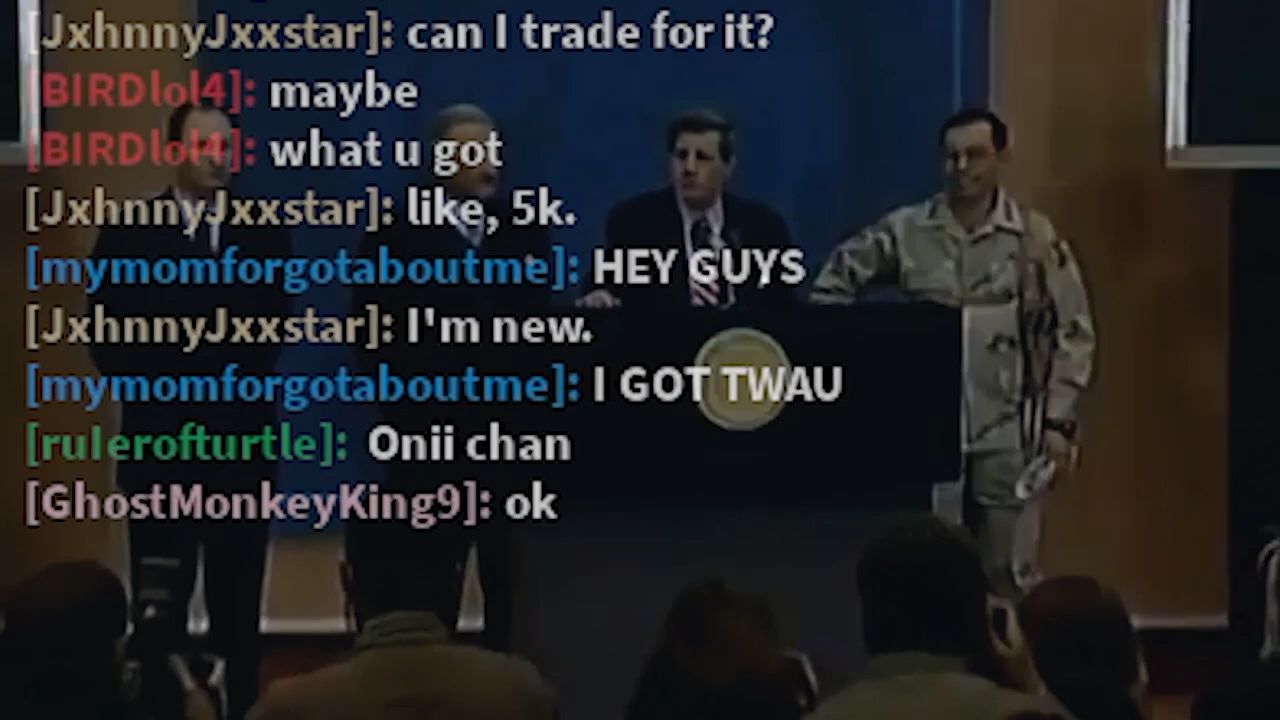 [JxhnnyJxxstar]: can I trade for it?
[BIRDlol4]: maybe
[BIRDlol4]: what u got
[JxhnnyJxxstar]: like, 5k.
[mymomforgotaboutme]: HEY GUYS
[JxhnnyJxxstar]: I'm new.
[mymomforgotaboutme]: I GOT TWAU
[ruIerofturtle]: Onii chan
[GhostMonkeyKing9]: ok